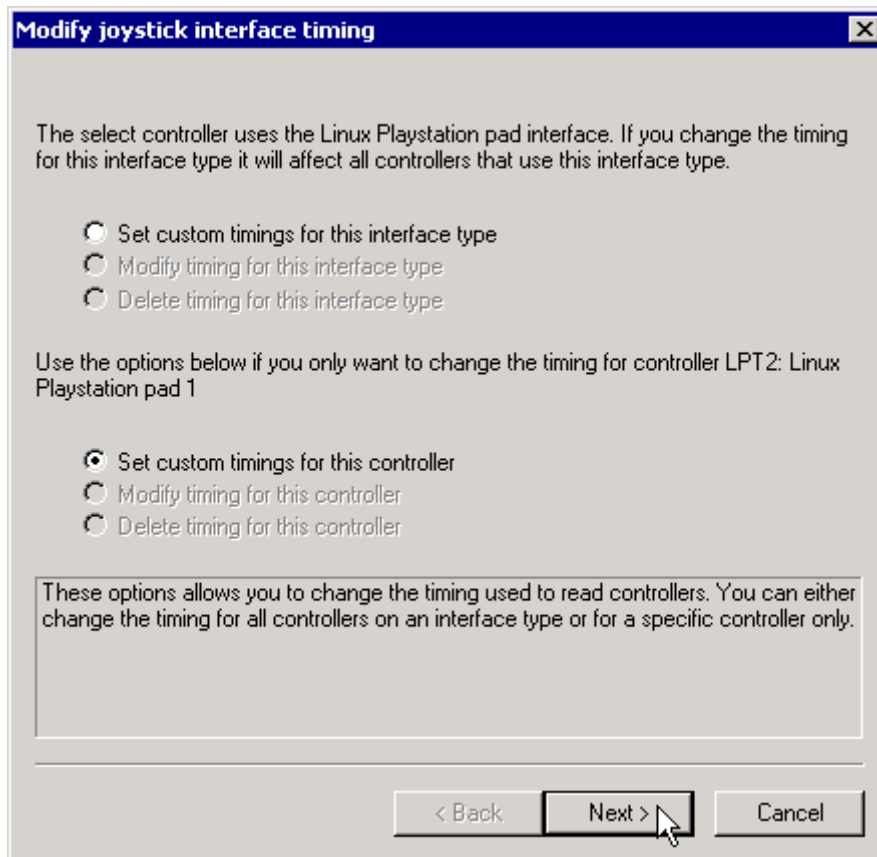 Modify joystick interface timing
The select controller uses the Linux Playstation pad interface. If you change the timing
for this interface type it will affect all controllers that use this interface type.
Set custom timings for this interface type
Modify timing for this interface type
Delete timing for this interface type
Use the options below if you only want to change the timing for controller LPT2: Linux
Playstation pad 1
Set custom timings for this controller
Modify timing for this controller
Delete timing for this controller
These options allows you to change the timing used to read controllers. You can either
change the timing for all controllers on an interface type or for a specific controller only.
< Back Next > Cancel